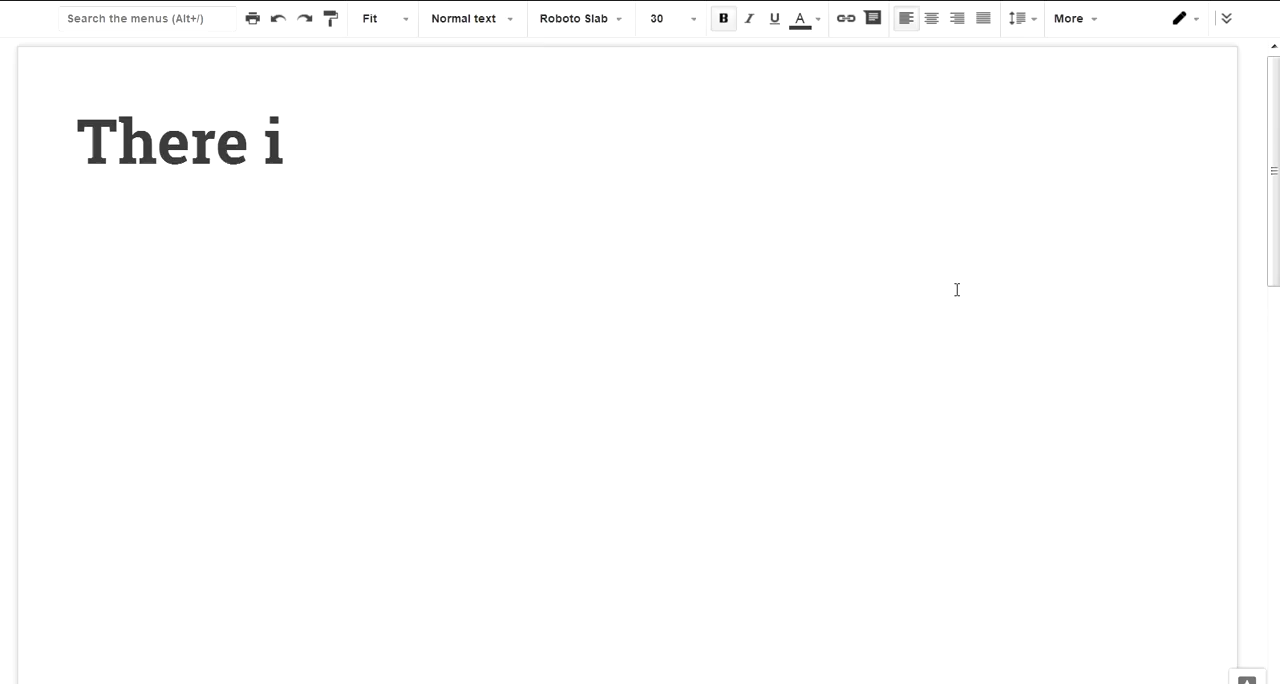 Search the menus (Alt+/) Fit Normal text Roboto Slab 30 B I U A More
There i